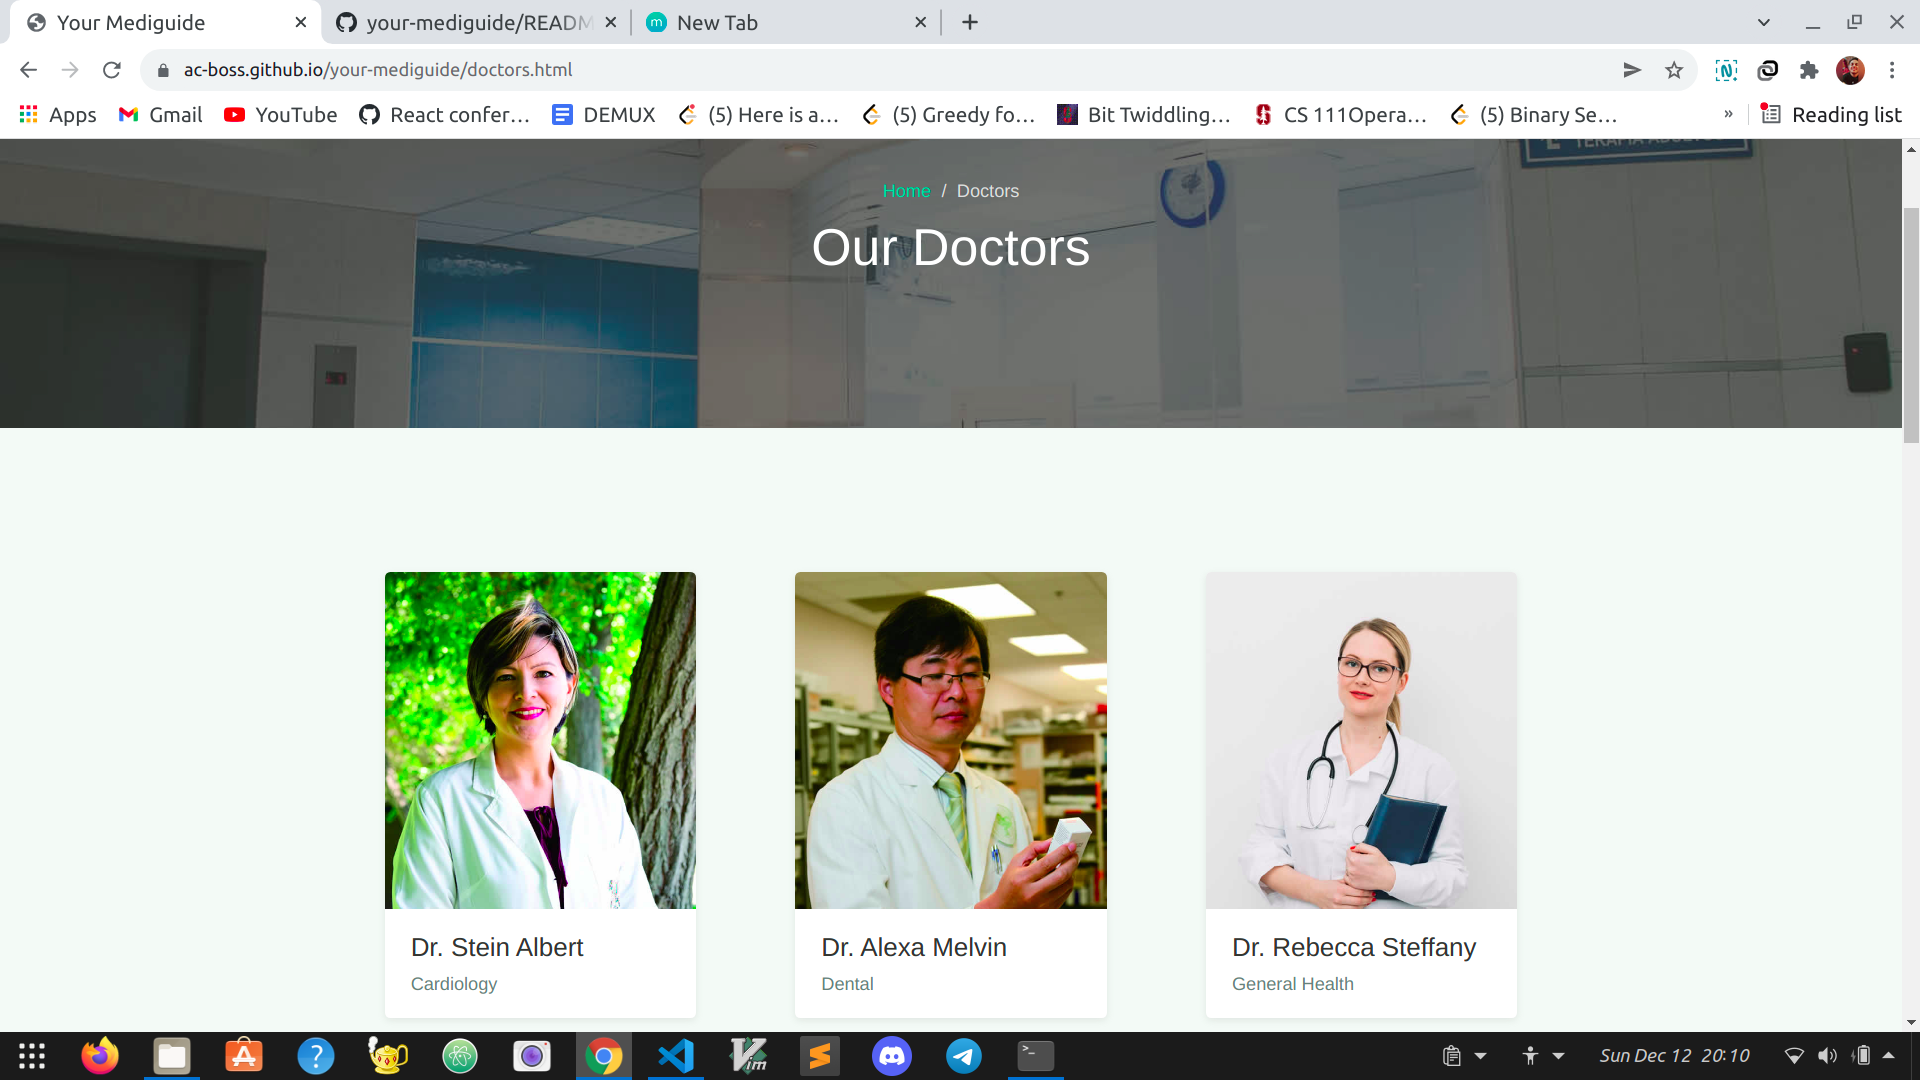 Your Mediguide
your-mediguide/READM
New Tab
ac-boss.github.io/your-mediguide/doctors.html
Apps
Gmail
YouTube
React confer…
DEMUX
(5) Here is a…
(5) Greedy fo…
Bit Twiddling…
CS 111Opera…
(5) Binary Se…
»
Reading list
Home / Doctors
Our Doctors
Dr. Stein Albert
Cardiology
Dr. Alexa Melvin
Dental
Dr. Rebecca Steffany
General Health
Sun Dec 12 20:10